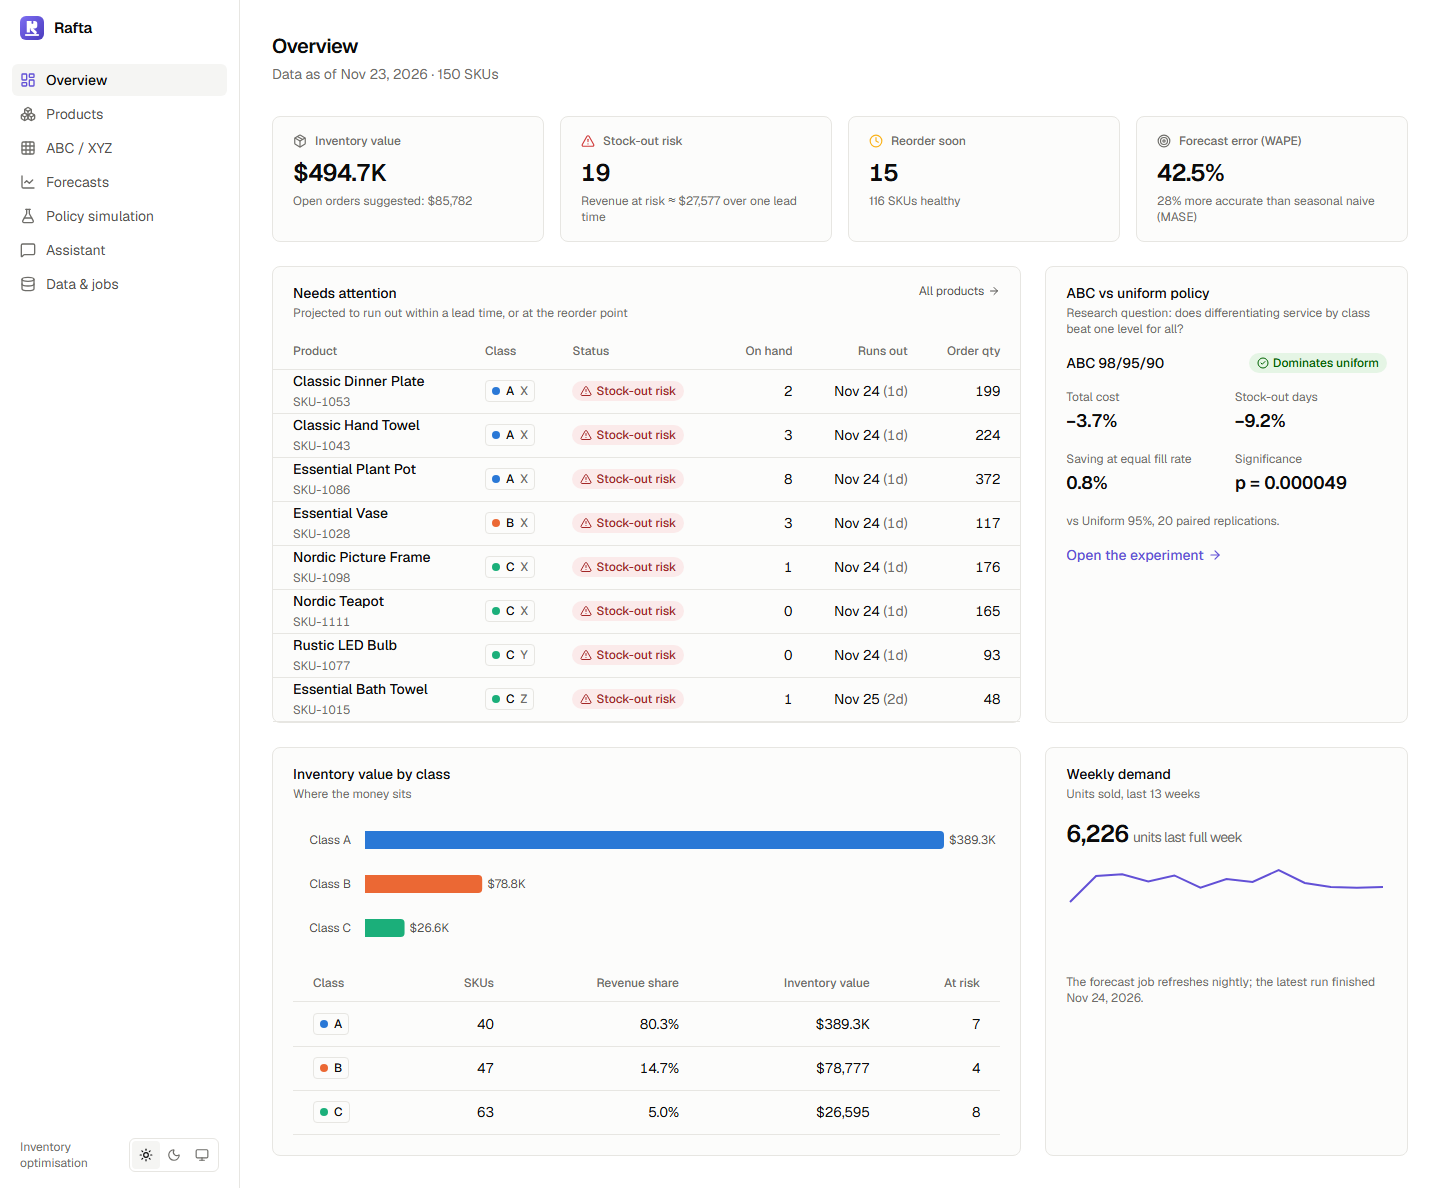 Rafta
Overview
Products
ABC / XYZ
Forecasts
Policy simulation
Assistant
Data & jobs
Inventory
optimisation
Overview
Data as of Nov 23, 2026 · 150 SKUs
Inventory value
$494.7K
Open orders suggested: $85,782
Stock-out risk
19
Revenue at risk ≈ $27,577 over one lead
time
Reorder soon
15
116 SKUs healthy
Forecast error (WAPE)
42.5%
28% more accurate than seasonal naive
(MASE)
Needs attention
All products →
Projected to run out within a lead time, or at the reorder point
Product Class Status On hand Runs out Order qty
Classic Dinner Plate
SKU-1053
A X Stock-out risk 2 Nov 24 (1d) 199
Classic Hand Towel
SKU-1043
A X Stock-out risk 3 Nov 24 (1d) 224
Essential Plant Pot
SKU-1086
A X Stock-out risk 8 Nov 24 (1d) 372
Essential Vase
SKU-1028
B X Stock-out risk 3 Nov 24 (1d) 117
Nordic Picture Frame
SKU-1098
C X Stock-out risk 1 Nov 24 (1d) 176
Nordic Teapot
SKU-1111
C X Stock-out risk 0 Nov 24 (1d) 165
Rustic LED Bulb
SKU-1077
C Y Stock-out risk 0 Nov 24 (1d) 93
Essential Bath Towel
SKU-1015
C Z Stock-out risk 1 Nov 25 (2d) 48
ABC vs uniform policy
Research question: does differentiating service by class
beat one level for all?
ABC 98/95/90 Dominates uniform
Total cost Stock-out days
−3.7% −9.2%
Saving at equal fill rate Significance
0.8% p = 0.000049
vs Uniform 95%, 20 paired replications.
Open the experiment →
Inventory value by class
Where the money sits
Class A $389.3K
Class B $78.8K
Class C $26.6K
Class SKUs Revenue share Inventory value At risk
A 40 80.3% $389.3K 7
B 47 14.7% $78,777 4
C 63 5.0% $26,595 8
Weekly demand
Units sold, last 13 weeks
6,226 units last full week
The forecast job refreshes nightly; the latest run finished
Nov 24, 2026.